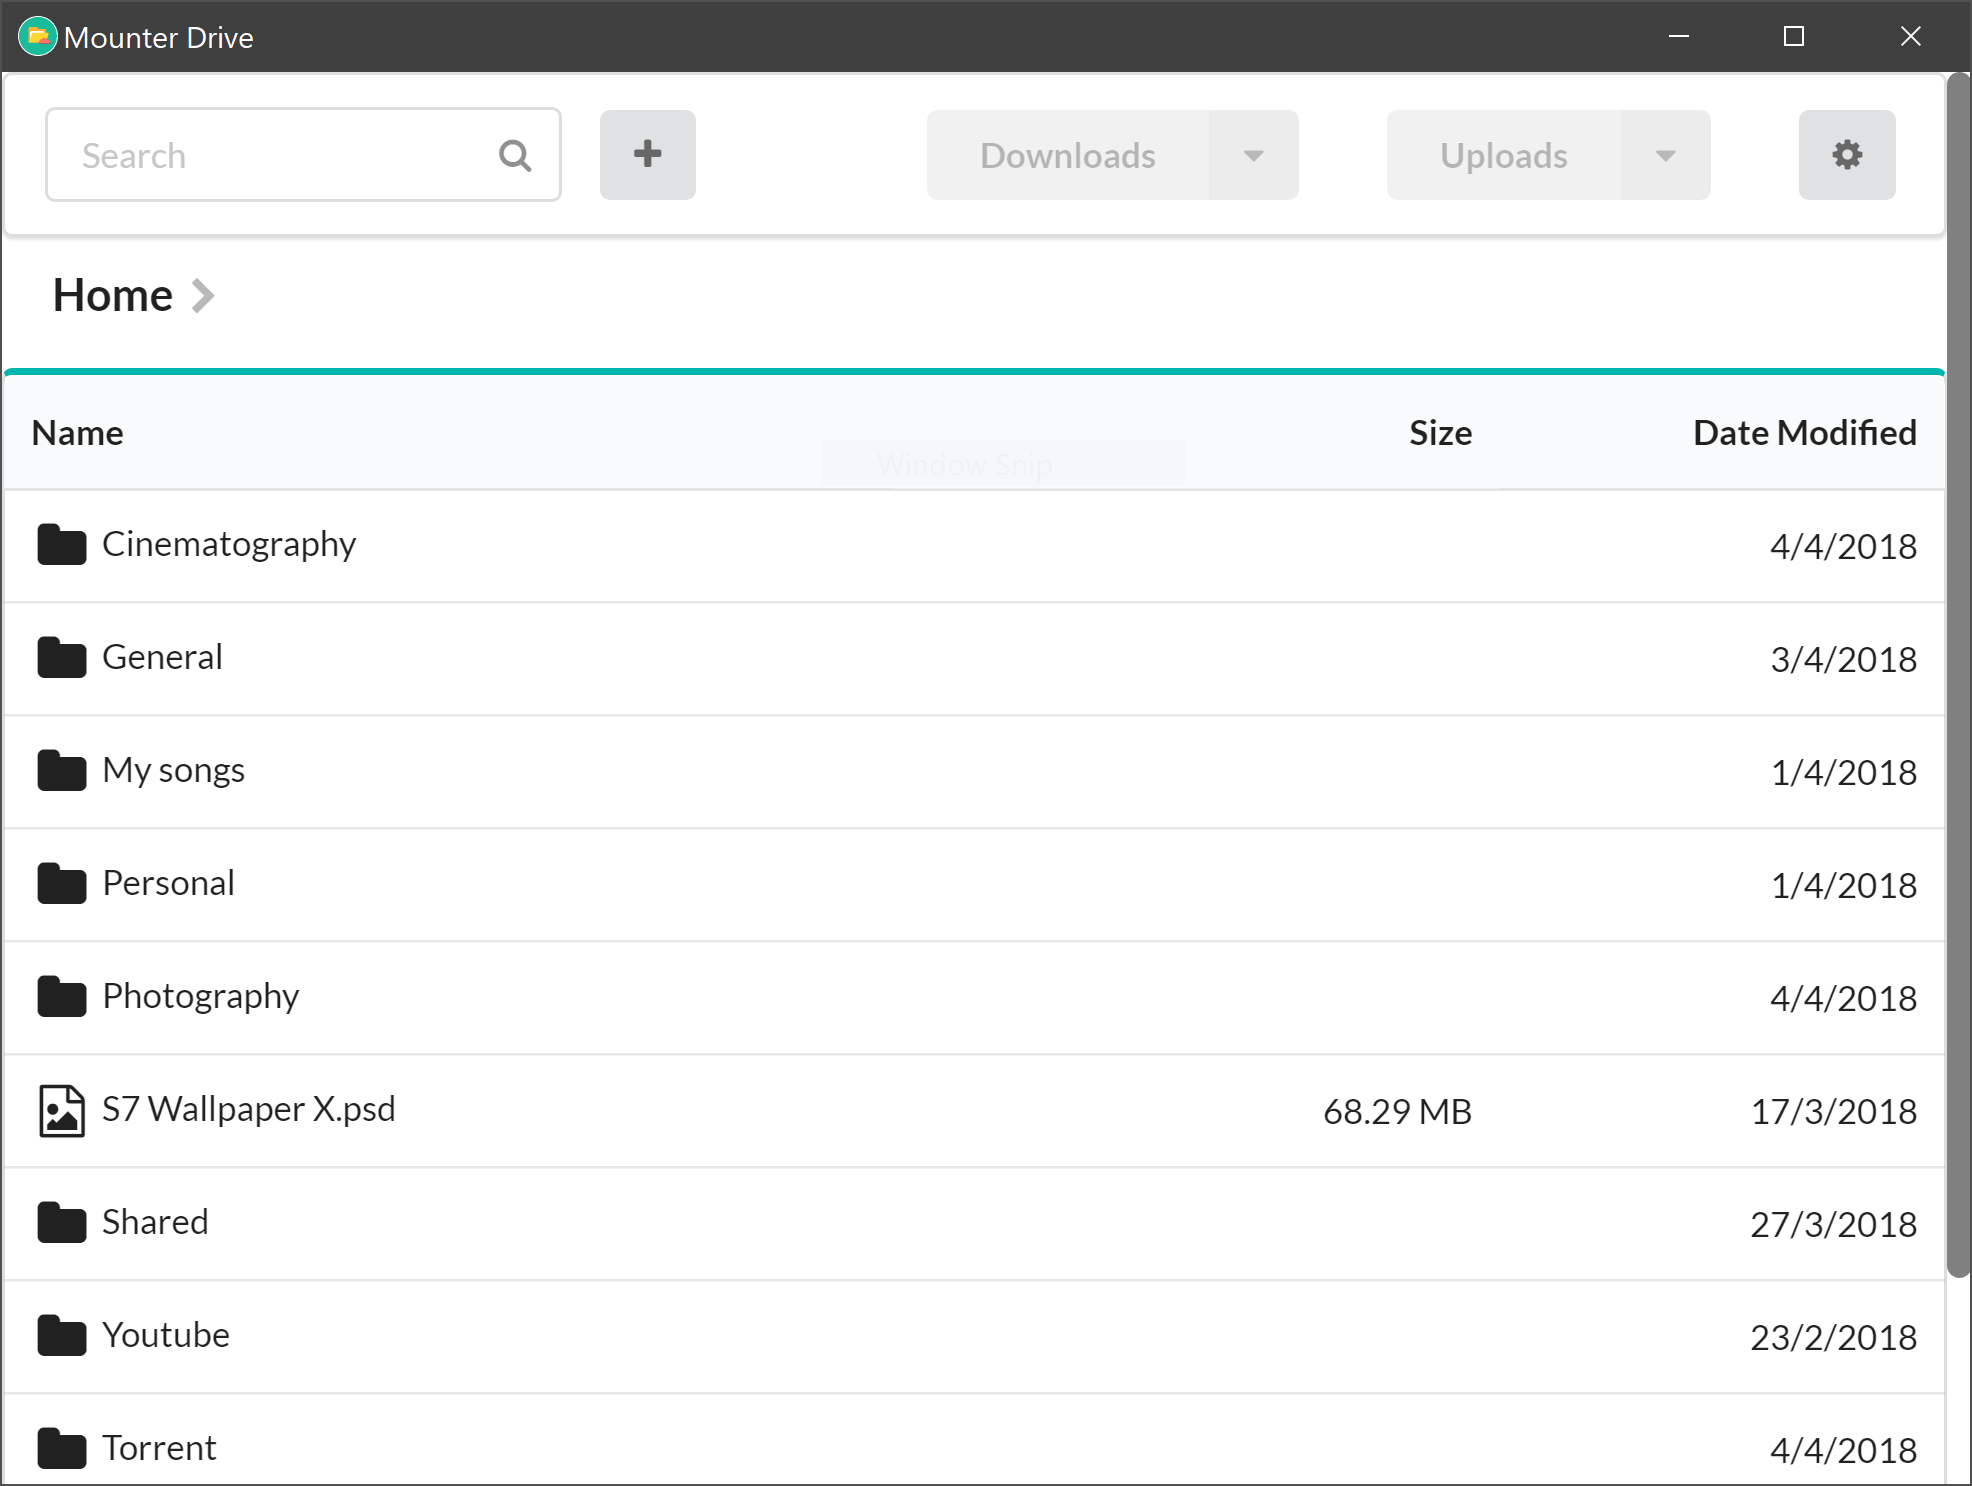 Mounter Drive
Search
Downloads
Uploads
Home
Name Size Date Modified
Window Snip
Cinematography 4/4/2018
General 3/4/2018
My songs 1/4/2018
Personal 1/4/2018
Photography 4/4/2018
S7 Wallpaper X.psd 68.29 MB 17/3/2018
Shared 27/3/2018
Youtube 23/2/2018
Torrent 4/4/2018